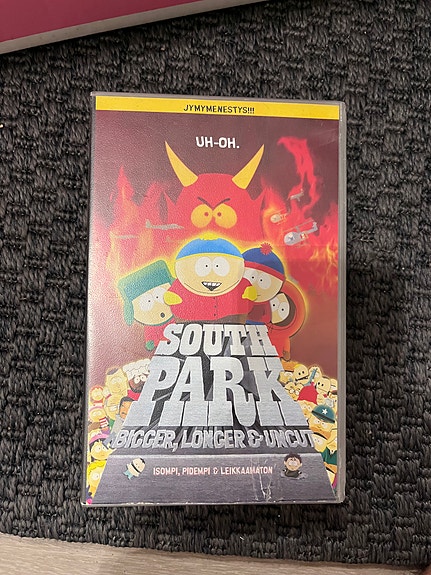 JYMYMENESTYS!!!
UH-OH.
SOUTH
PARK
BIGGER, LONGER & UNCUT
ISOMPI, PIDEMPI & LEIKKAAMATON